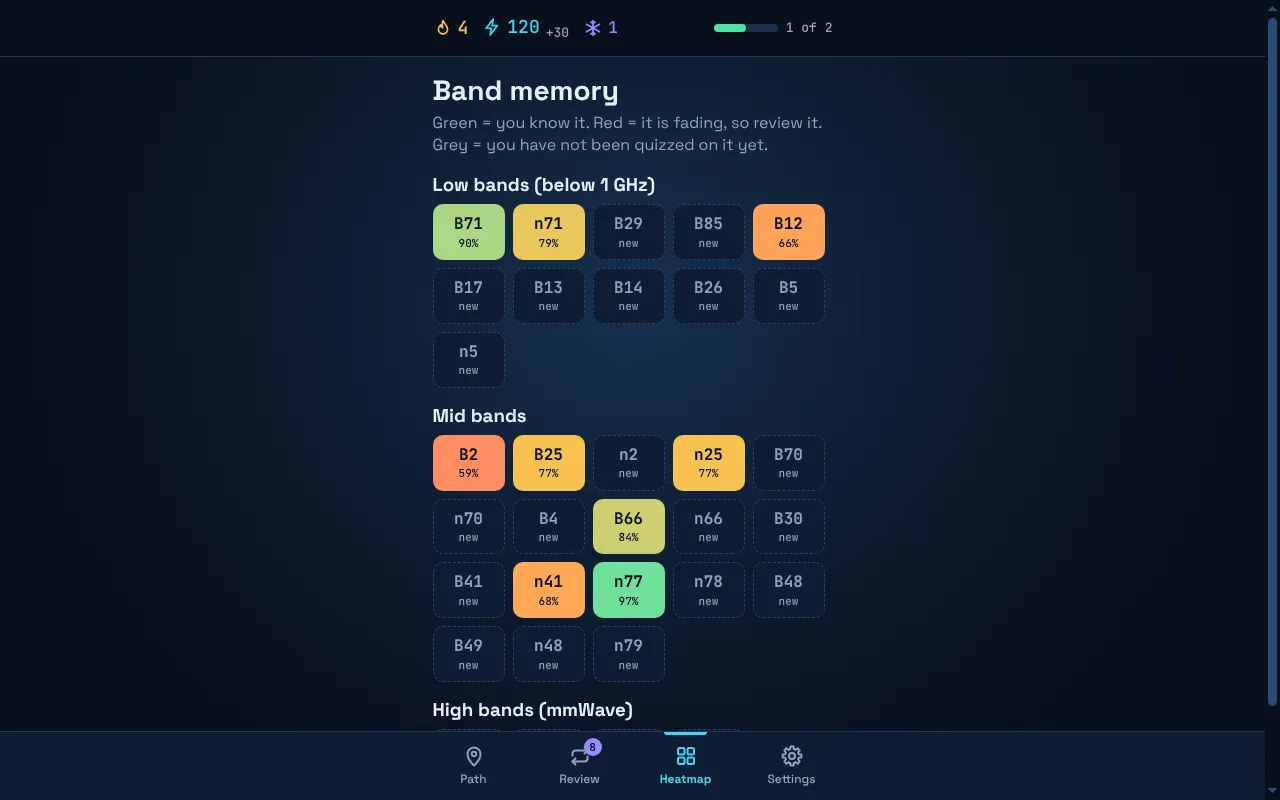 4 120 +30 1 1 of 2
Band memory
Green = you know it. Red = it is fading, so review it.
Grey = you have not been quizzed on it yet.
Low bands (below 1 GHz)
B71 n71 B29 B85 B12
90% 79% new new 66%
B17 B13 B14 B26 B5
new new new new new
n5
new
Mid bands
B2 B25 n2 n25 B70
59% 77% new 77% new
n70 B4 B66 n66 B30
new new 84% new new
B41 n41 n77 n78 B48
new 68% 97% new new
B49 n48 n79
new new new
High bands (mmWave)
8
Path Review Heatmap Settings